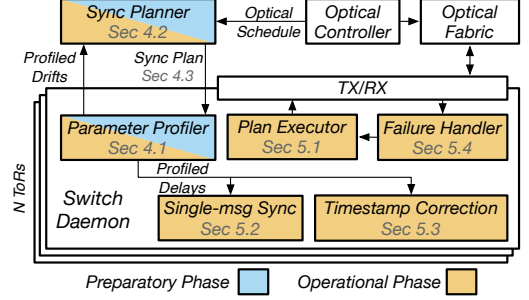 Sync Planner
Sec 4.2
Optical
Schedule
Optical
Controller
Optical
Fabric
Profiled
Drifts
Sync Plan
Sec 4.3
TX/RX
Parameter Profiler
Sec 4.1
Plan Executor
Sec 5.1
Failure Handler
Sec 5.4
N ToRs
Profiled
Delays
Switch
Daemon
Single-msg Sync
Sec 5.2
Timestamp Correction
Sec 5.3
Preparatory Phase
Operational Phase